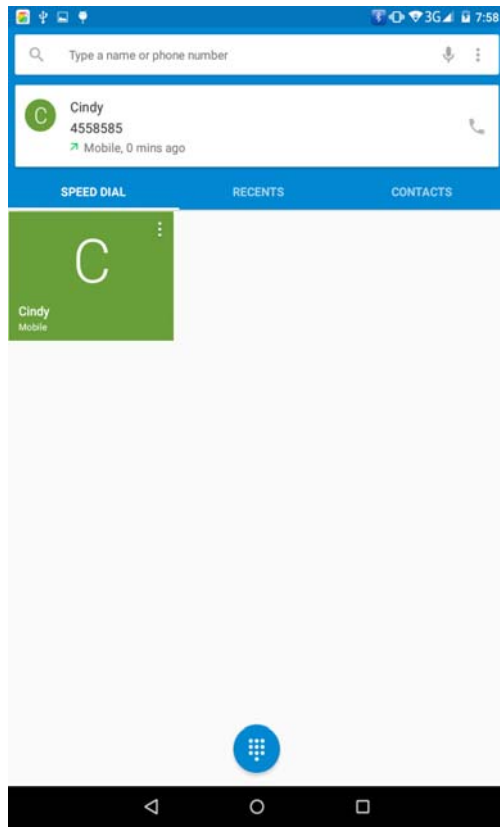 3G 7:58
Type a name or phone number
C
Cindy
4558585
Mobile, 0 mins ago
SPEED DIAL RECENTS CONTACTS
C
Cindy
Mobile